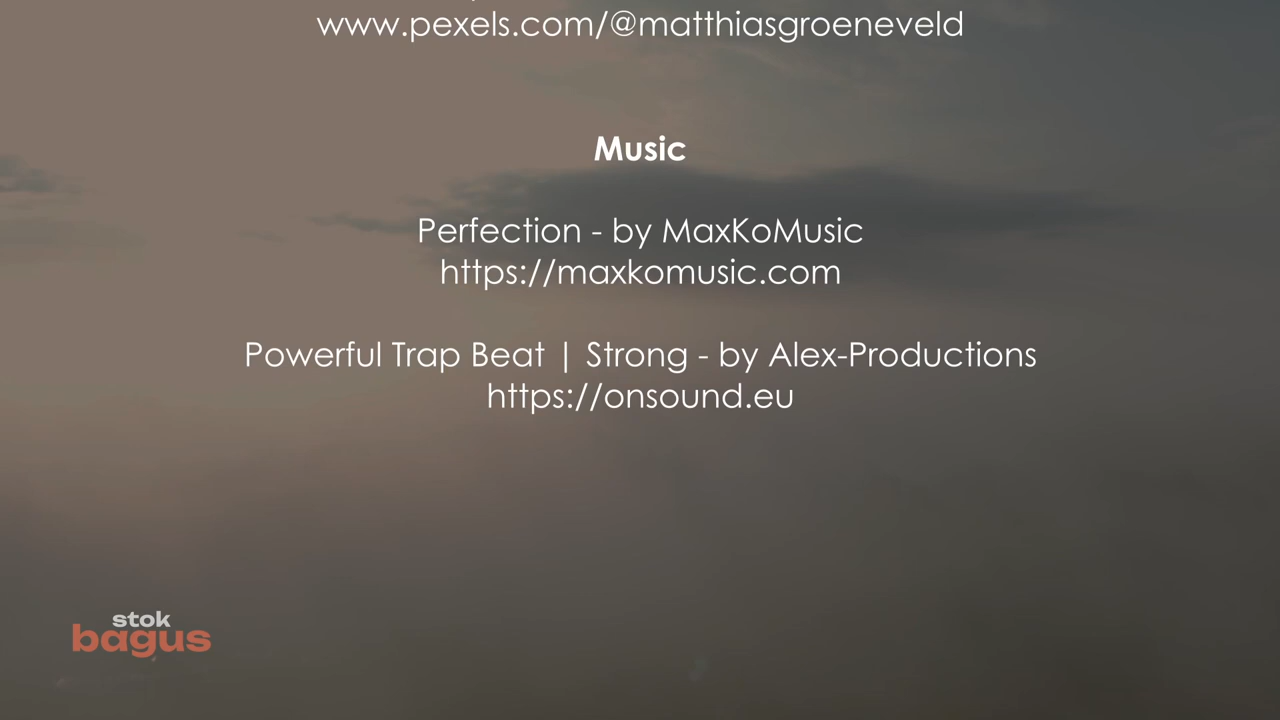 www.pexels.com/@matthiasgroeneveld
Music
Perfection - by MaxKoMusic
https://maxkomusic.com
Powerful Trap Beat | Strong - by Alex-Productions
https://onsound.eu
stok
bagus